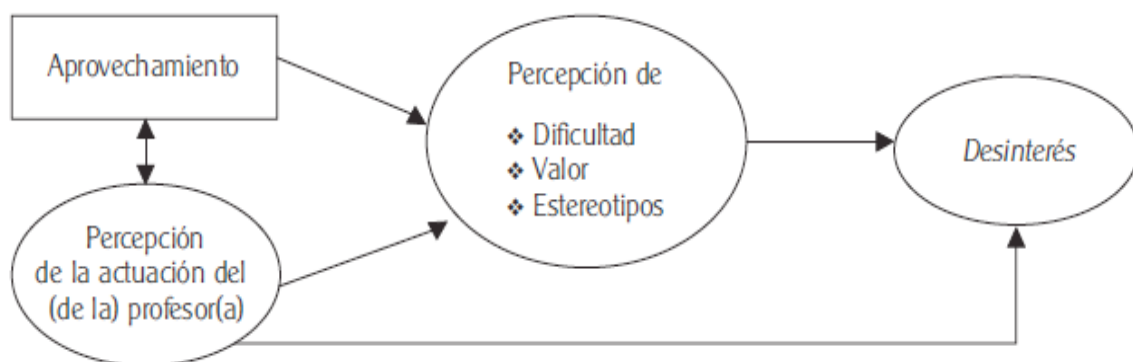 Aprovechamiento
Percepción
de la actuación del
(de la) profesor(a)
Percepción de
❖ Dificultad
❖ Valor
❖ Estereotipos
Desinterés